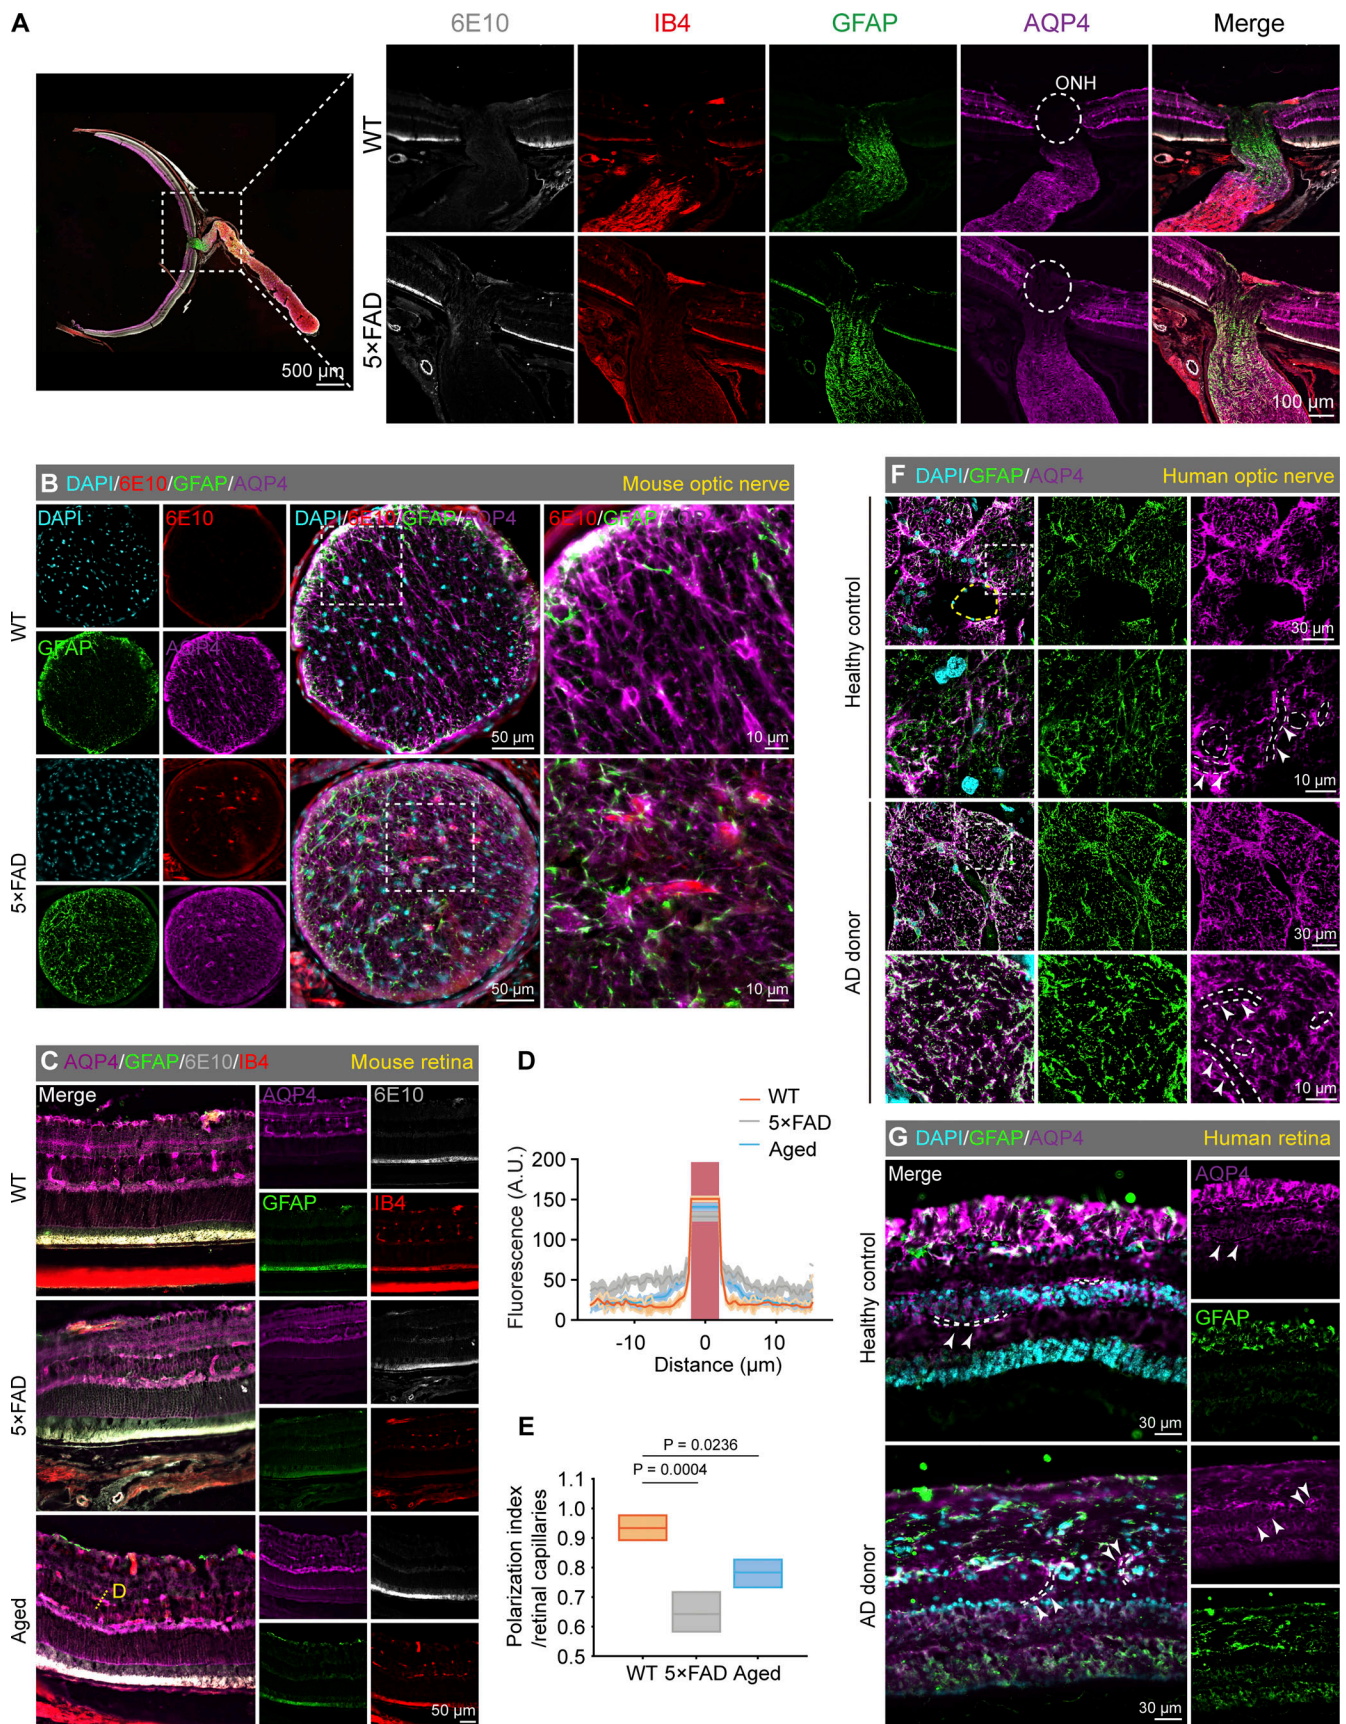 A
6E10 IB4 GFAP AQP4 Merge
WT
ONH
500 µm
5×FAD
100 µm
B DAPI/6E10/GFAP/AQP4 Mouse optic nerve
DAPI 6E10 DAPI/6E10/GFAP/AQP4 6E10/GFAP/AQP4
WT
GFAP AQP4
50 µm 10 µm
5×FAD
50 µm 10 µm
C AQP4/GFAP/6E10/IB4 Mouse retina
Merge AQP4 6E10
WT
GFAP IB4
5×FAD
Aged
D
50 µm
D
WT
5×FAD
Aged
Fluorescence (A.U.)
200
150
100
50
0
-10 0 10
Distance (µm)
E
P = 0.0236
P = 0.0004
Polarization index
/retinal capillaries
1.1
1.0
0.9
0.8
0.7
0.6
0.5
WT 5×FAD Aged
F DAPI/GFAP/AQP4 Human optic nerve
Healthy control
30 µm
10 µm
AD donor
30 µm
10 µm
G DAPI/GFAP/AQP4 Human retina
Merge AQP4
Healthy control
GFAP
30 µm
AD donor
30 µm